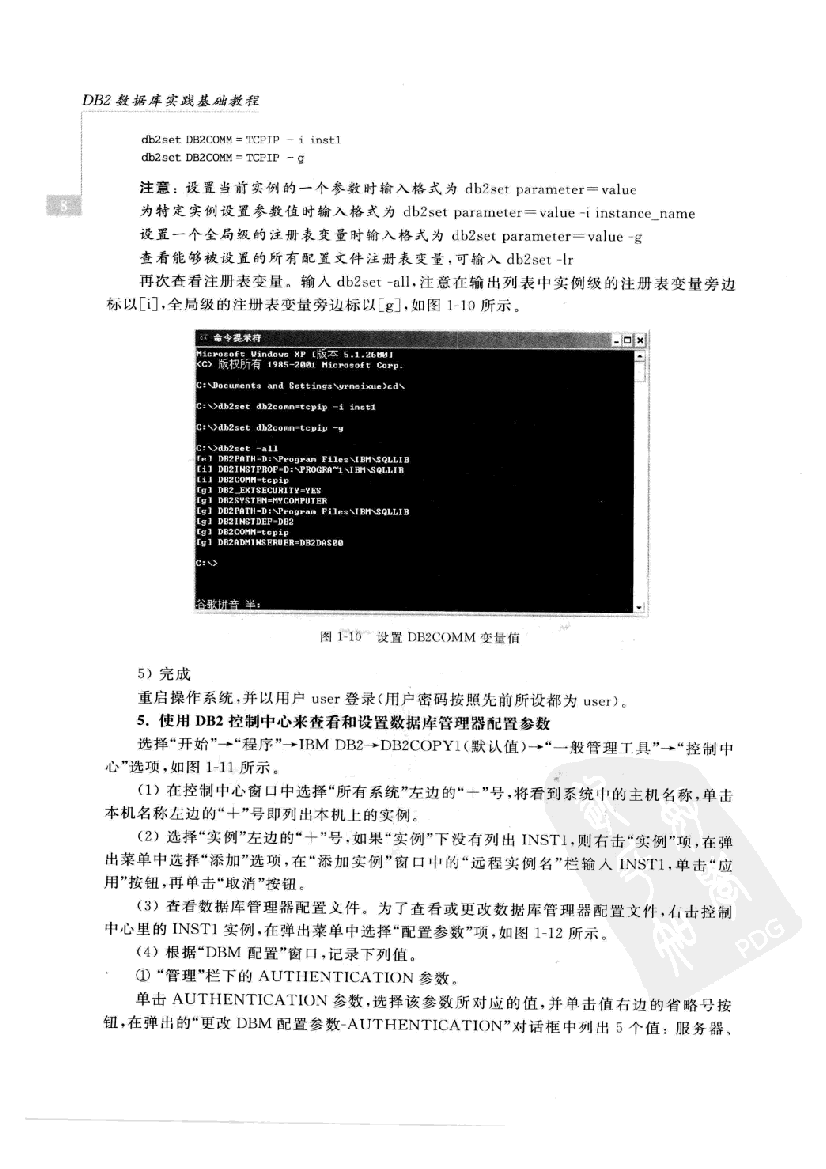 DB2 数据库实践基础教程
db2set DB2COMM = TCPIP - i inst1
db2set DB2COMM = TCPIP - g
8
注意：设置当前实例的一个参数时输入格式为 db2set parameter=value
为特定实例设置参数值时输入格式为 db2set parameter=value -i instance_name
设置一个全局级的注册表变量时输入格式为 db2set parameter=value -g
查看能够被设置的所有配置文件注册表变量,可输入 db2set -lr
再次查看注册表变量。输入 db2set -all,注意在输出列表中实例级的注册表变量旁边
标以[i],全局级的注册表变量旁边标以[g],如图 1-10 所示。
命令提示符
Microsoft Windows XP [版本 5.1.2600]
<C> 版权所有 1985-2001 Microsoft Corp.
C:\Documents and Settings\yrmeixue>cd\
C:\>db2set db2comm=tcpip -i inst1
C:\>db2set db2comm=tcpip -g
C:\>db2set -all
[e] DB2PATH=D:\Program Files\IBM\SQLLIB
[i] DB2INSTPROF=D:\PROGRA~1\IBM\SQLLIB
[i] DB2COMM=tcpip
[g] DB2_EXTSECURITY=YES
[g] DB2SYSTEM=MYCOMPUTER
[g] DB2PATH=D:\Program Files\IBM\SQLLIB
[g] DB2INSTDEF=DB2
[g] DB2COMM=tcpip
[g] DB2ADMINSERVER=DB2DAS00
C:\>
谷歌拼音 半:
图 1-10 设置 DB2COMM 变量值
5）完成
重启操作系统,并以用户 user 登录(用户密码按照先前所设都为 user)。
5. 使用 DB2 控制中心来查看和设置数据库管理器配置参数
选择“开始”→“程序”→IBM DB2→DB2COPY1(默认值)→“一般管理工具”→“控制中
心”选项,如图 1-11 所示。
（1）在控制中心窗口中选择“所有系统”左边的“＋”号,将看到系统中的主机名称,单击
本机名称左边的“＋”号即列出本机上的实例。
（2）选择“实例”左边的“＋”号,如果“实例”下没有列出 INST1,则右击“实例”项,在弹
出菜单中选择“添加”选项,在“添加实例”窗口中的“远程实例名”栏输入 INST1,单击“应
用”按钮,再单击“取消”按钮。
（3）查看数据库管理器配置文件。为了查看或更改数据库管理器配置文件,右击控制
中心里的 INST1 实例,在弹出菜单中选择“配置参数”项,如图 1-12 所示。
（4）根据“DBM 配置”窗口,记录下列值。
①“管理”栏下的 AUTHENTICATION 参数。
单击 AUTHENTICATION 参数,选择该参数所对应的值,并单击值右边的省略号按
钮,在弹出的“更改 DBM 配置参数-AUTHENTICATION”对话框中列出 5 个值：服务器、
PDG